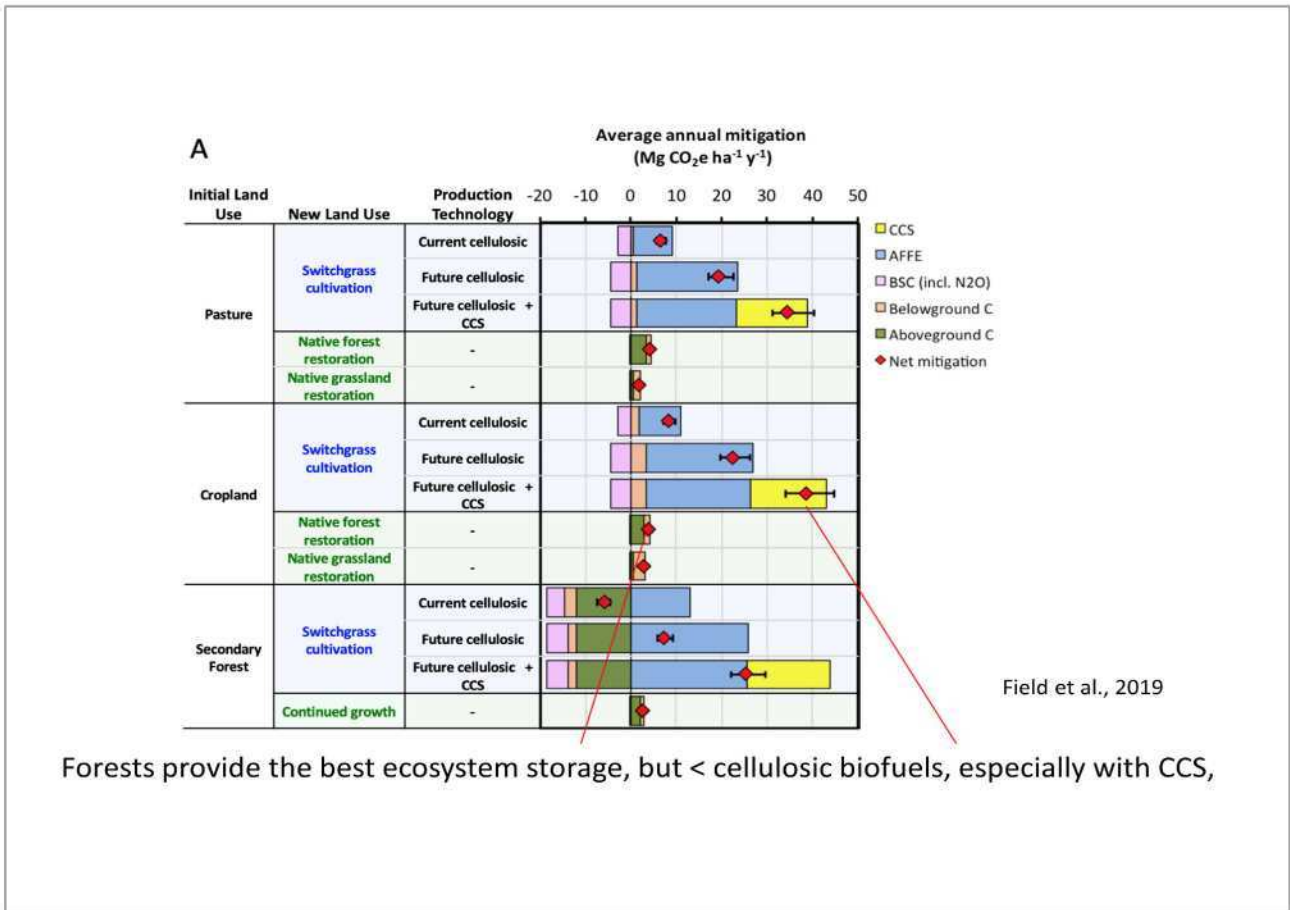 A
Average annual mitigation
(Mg CO₂e ha⁻¹ y⁻¹)
Initial Land
Use
New Land Use
Production
Technology
-20 -10 0 10 20 30 40 50
Pasture
Switchgrass
cultivation
Current cellulosic
Future cellulosic
Future cellulosic +
CCS
Native forest
restoration
-
Native grassland
restoration
-
Cropland
Switchgrass
cultivation
Current cellulosic
Future cellulosic
Future cellulosic +
CCS
Native forest
restoration
-
Native grassland
restoration
-
Secondary
Forest
Switchgrass
cultivation
Current cellulosic
Future cellulosic
Future cellulosic +
CCS
Continued growth
-
CCS
AFFE
BSC (incl. N2O)
Belowground C
Aboveground C
Net mitigation
Field et al., 2019
Forests provide the best ecosystem storage, but < cellulosic biofuels, especially with CCS,